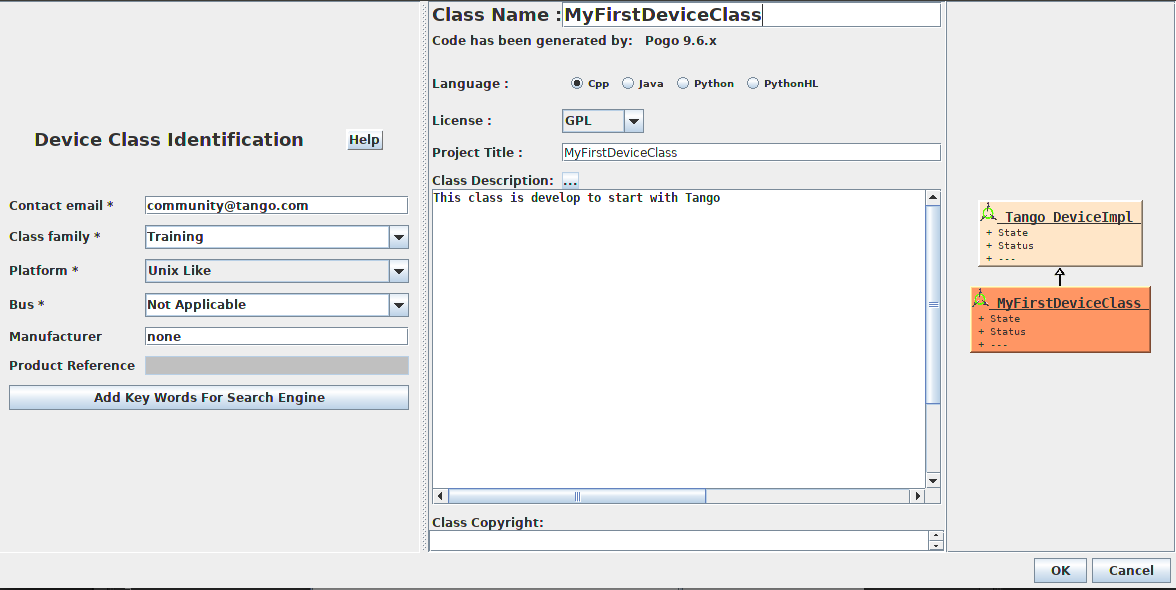 Device Class Identification Help
Contact email * community@tango.com
Class family * Training
Platform * Unix Like
Bus * Not Applicable
Manufacturer none
Product Reference
Add Key Words For Search Engine
Class Name : MyFirstDeviceClass
Code has been generated by: Pogo 9.6.x
Language : Cpp Java Python PythonHL
License : GPL
Project Title : MyFirstDeviceClass
Class Description: ...
This class is develop to start with Tango
Class Copyright:
Tango DeviceImpl
+ State
+ Status
+ ---
MyFirstDeviceClass
+ State
+ Status
+ ---
OK Cancel